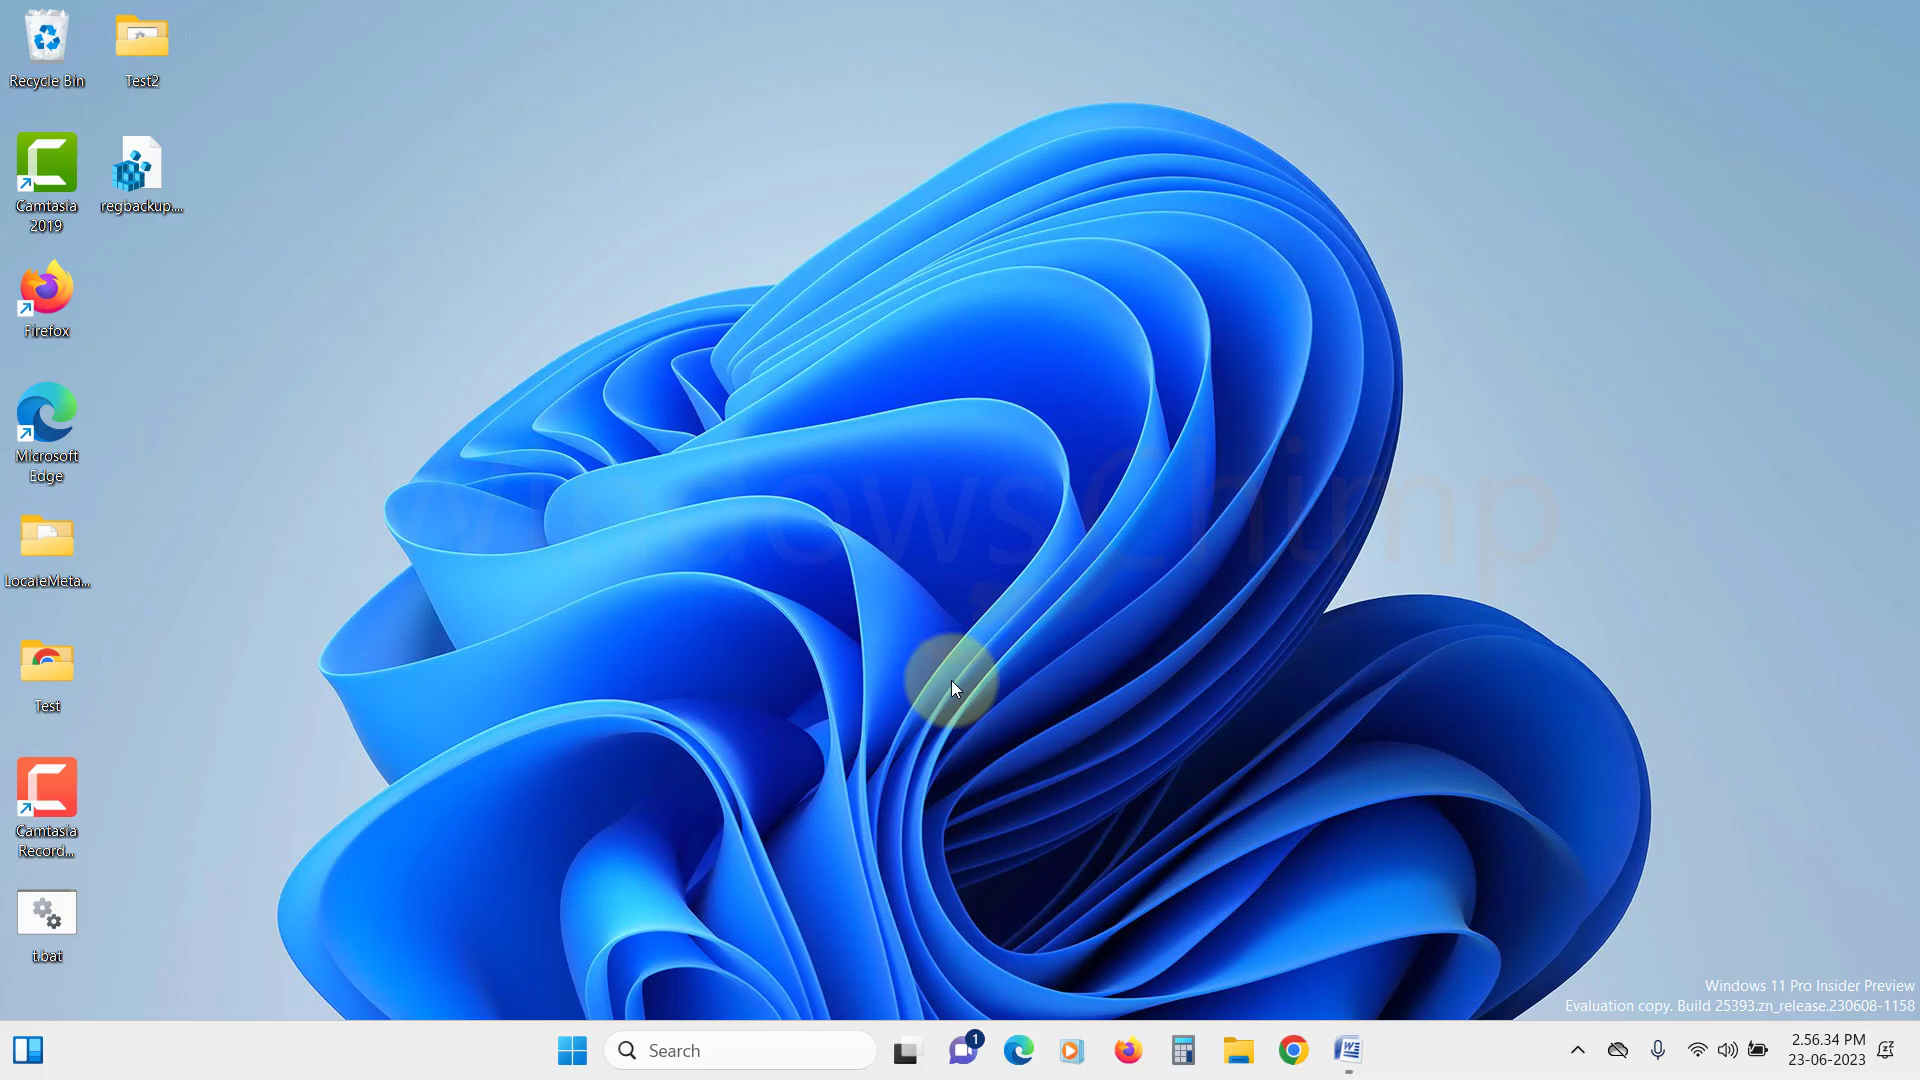 Recycle Bin
Test2
Camtasia
2019
regbackup....
Firefox
Microsoft
Edge
LocaleMeta...
Test
Camtasia
Record...
t.bat
Windows 11 Pro Insider Preview
Evaluation copy. Build 25393.zn_release.230608-1158
Search
1
2.56.34 PM
23-06-2023